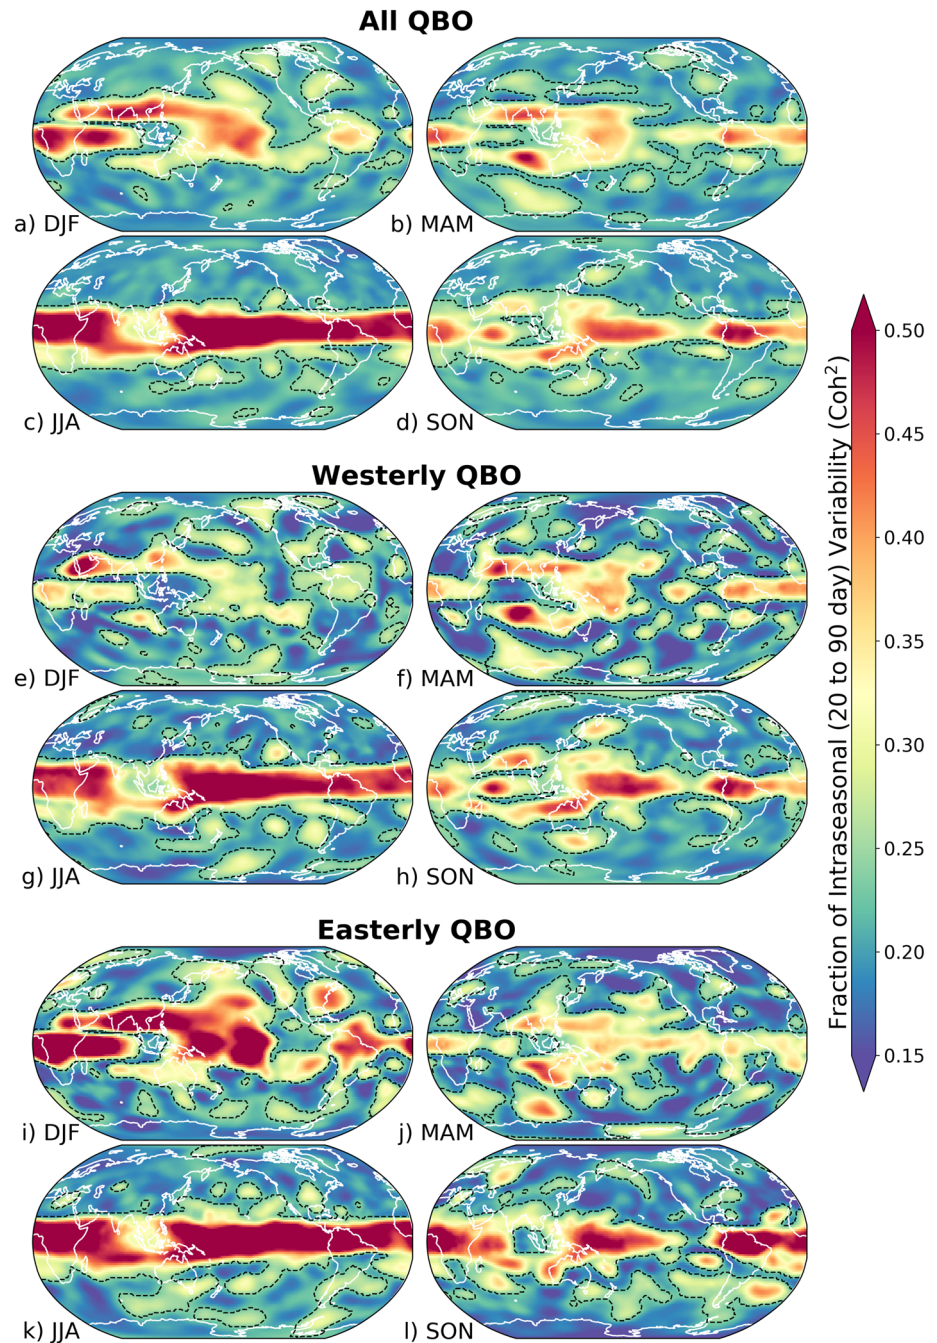 All QBO
a) DJF
b) MAM
c) JJA
d) SON
Westerly QBO
e) DJF
f) MAM
g) JJA
h) SON
Easterly QBO
i) DJF
j) MAM
k) JJA
l) SON
0.50
0.45
0.40
0.35
0.30
0.25
0.20
0.15
Fraction of Intraseasonal (20 to 90 day) Variability (Coh²)